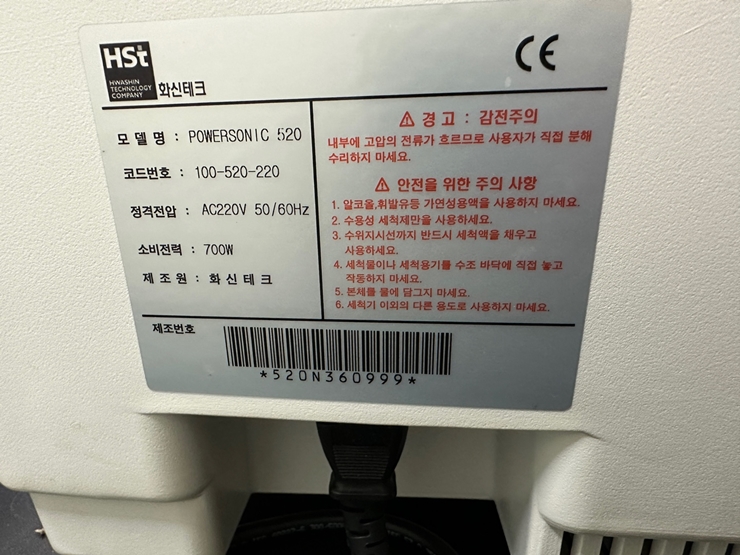 HSt
HWASHIN
TECHNOLOGY
COMPANY
화신테크
CE
모 델 명 : POWERSONIC 520
코드번호 : 100-520-220
정격전압 : AC220V 50/60Hz
소비전력 : 700W
제 조 원 : 화 신 테 크
⚠ 경 고 : 감전주의
내부에 고압의 전류가 흐르므로 사용자가 직접 분해
수리하지 마세요.
⚠ 안전을 위한 주의 사항
1. 알코올,휘발유등 가연성용액을 사용하지 마세요.
2. 수용성 세척제만을 사용하세요.
3. 수위지시선까지 반드시 세척액을 채우고
사용하세요.
4. 세척물이나 세척용기를 수조 바닥에 직접 놓고
작동하지 마세요.
5. 본체를 물에 담그지 마세요.
6. 세척기 이외의 다른 용도로 사용하지 마세요.
제조번호
*520N360999*